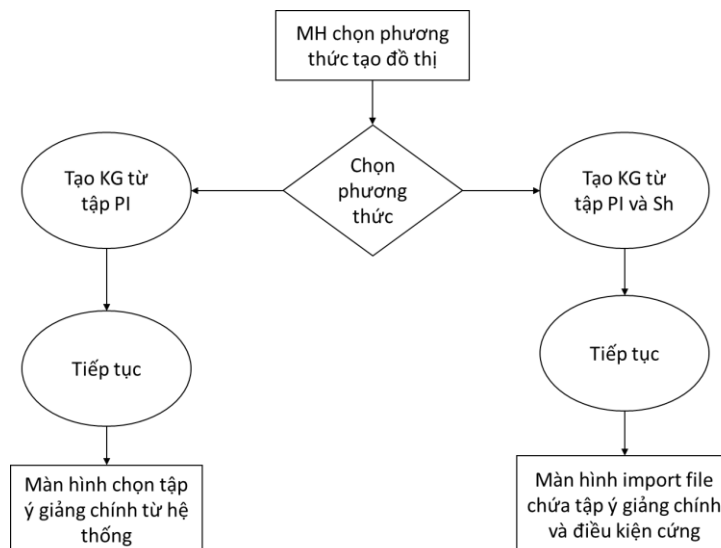 MH chọn phương
thức tạo đồ thị
Chọn
phương
thức
Tạo KG từ
tập PI
Tạo KG từ
tập PI và Sh
Tiếp tục
Tiếp tục
Màn hình chọn tập
ý giảng chính từ hệ
thống
Màn hình import file
chứa tập ý giảng chính
và điều kiện cứng